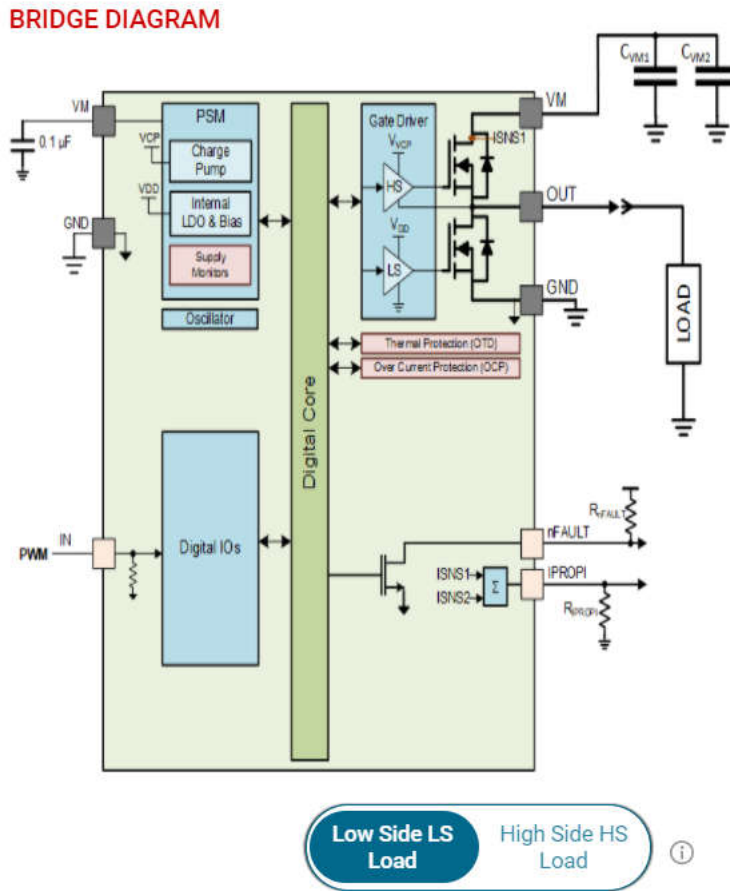 BRIDGE DIAGRAM
CVM1
CVM2
VM
PSM
0.1 µF
VCP
Charge
Pump
VDD
Internal
LDO & Bias
GND
Supply
Monitors
Oscillator
Gate Driver
VVCP
HS
VDD
LS
VM
ISNS1
OUT
GND
LOAD
Thermal Protection (OTD)
Over Current Protection (OCP)
Digital Core
PWM
IN
Digital IOs
RnFAULT
nFAULT
ISNS1
ISNS2
Σ
IPROPI
RIPROPI
Low Side LS
Load
High Side HS
Load
i